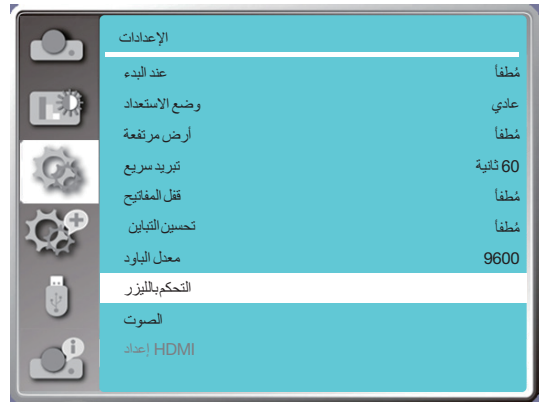 الإعدادات
عند البدء مُطفأ
وضع الاستعداد عادي
أرض مرتفعة مُطفأ
تبريد سريع 60 ثانية
قفل المفاتيح مُطفأ
تحسين التباين مُطفأ
معدل الباود 9600
التحكم بالليزر
الصوت
إعداد HDMI